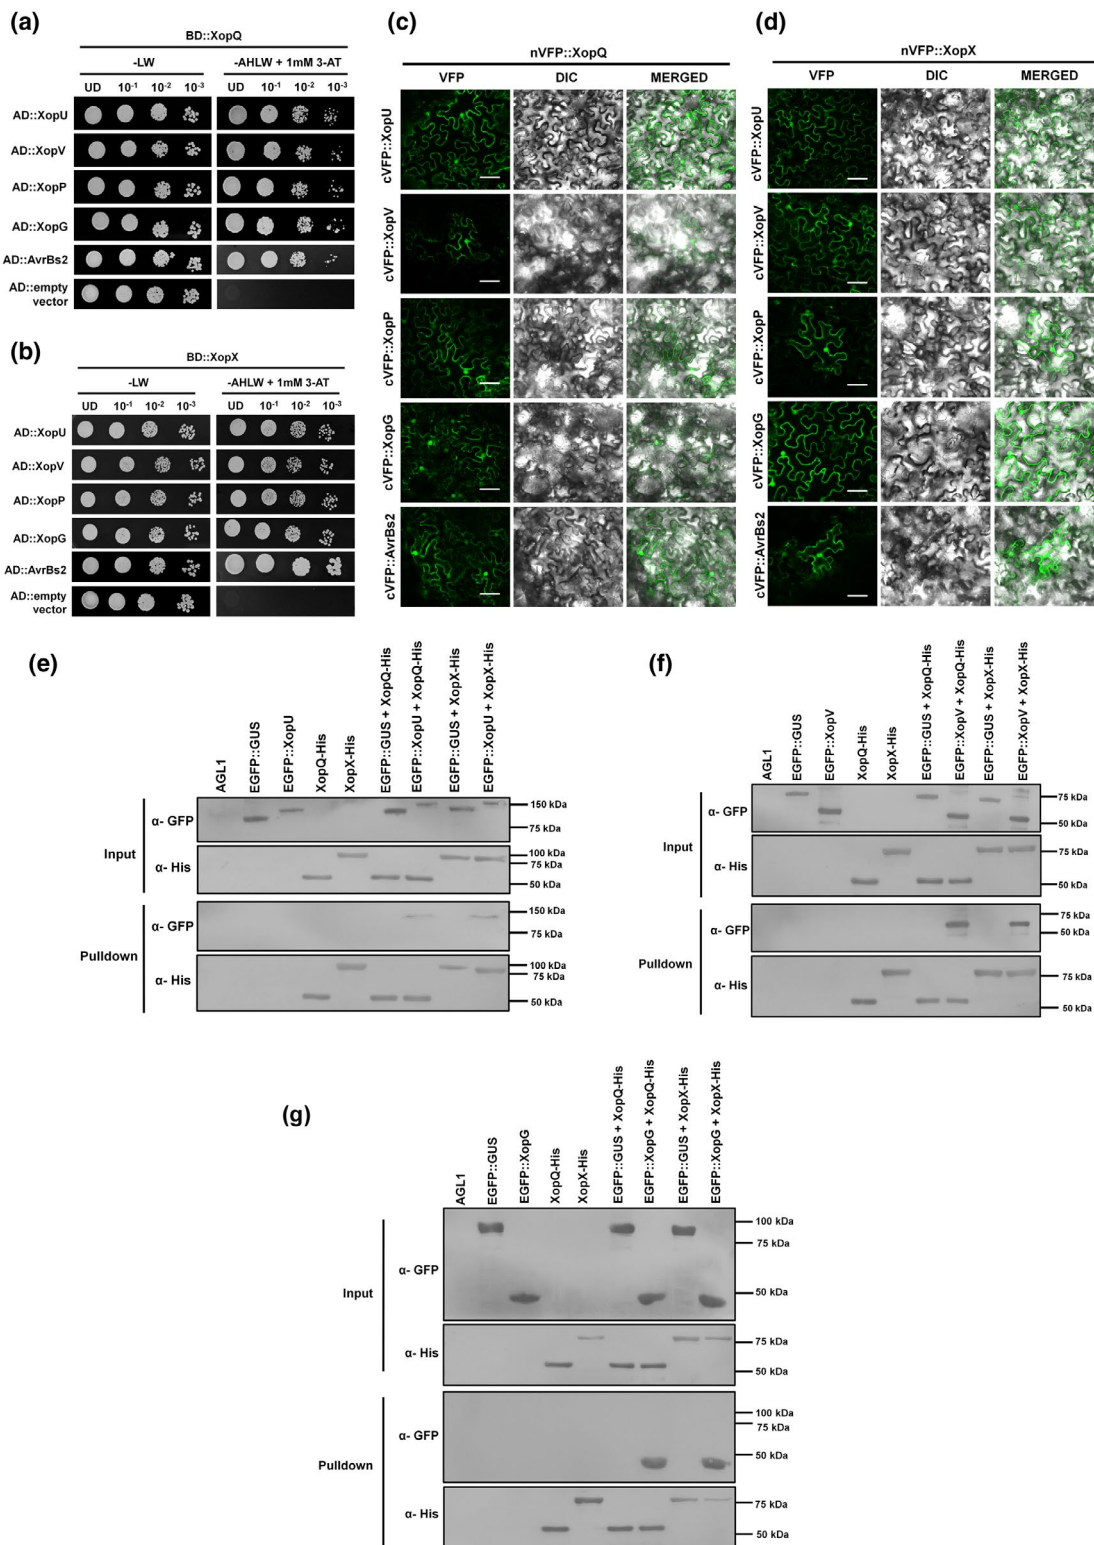 (a)
BD::XopQ
-LW
-AHLW + 1mM 3-AT
UD 10-1 10-2 10-3 UD 10-1 10-2 10-3
AD::XopU
AD::XopV
AD::XopP
AD::XopG
AD::AvrBs2
AD::empty
vector
(b)
BD::XopX
-LW
-AHLW + 1mM 3-AT
UD 10-1 10-2 10-3 UD 10-1 10-2 10-3
AD::XopU
AD::XopV
AD::XopP
AD::XopG
AD::AvrBs2
AD::empty
vector
(c)
nVFP::XopQ
VFP DIC MERGED
cVFP::XopU
cVFP::XopV
cVFP::XopP
cVFP::XopG
cVFP::AvrBs2
(d)
nVFP::XopX
VFP DIC MERGED
cVFP::XopU
cVFP::XopV
cVFP::XopP
cVFP::XopG
cVFP::AvrBs2
(e)
AGL1
EGFP::GUS
EGFP::XopU
XopQ-His
XopX-His
EGFP::GUS + XopQ-His
EGFP::XopU + XopQ-His
EGFP::GUS + XopX-His
EGFP::XopU + XopX-His
Input
α- GFP
150 kDa
75 kDa
α- His
100 kDa
75 kDa
50 kDa
Pulldown
α- GFP
150 kDa
75 kDa
α- His
100 kDa
75 kDa
50 kDa
(f)
AGL1
EGFP::GUS
EGFP::XopV
XopQ-His
XopX-His
EGFP::GUS + XopQ-His
EGFP::XopV + XopQ-His
EGFP::GUS + XopX-His
EGFP::XopV + XopX-His
Input
α- GFP
75 kDa
50 kDa
α- His
75 kDa
50 kDa
Pulldown
α- GFP
75 kDa
50 kDa
α- His
75 kDa
50 kDa
(g)
AGL1
EGFP::GUS
EGFP::XopG
XopQ-His
XopX-His
EGFP::GUS + XopQ-His
EGFP::XopG + XopQ-His
EGFP::GUS + XopX-His
EGFP::XopG + XopX-His
Input
α- GFP
100 kDa
75 kDa
50 kDa
α- His
75 kDa
50 kDa
Pulldown
α- GFP
100 kDa
75 kDa
50 kDa
α- His
75 kDa
50 kDa